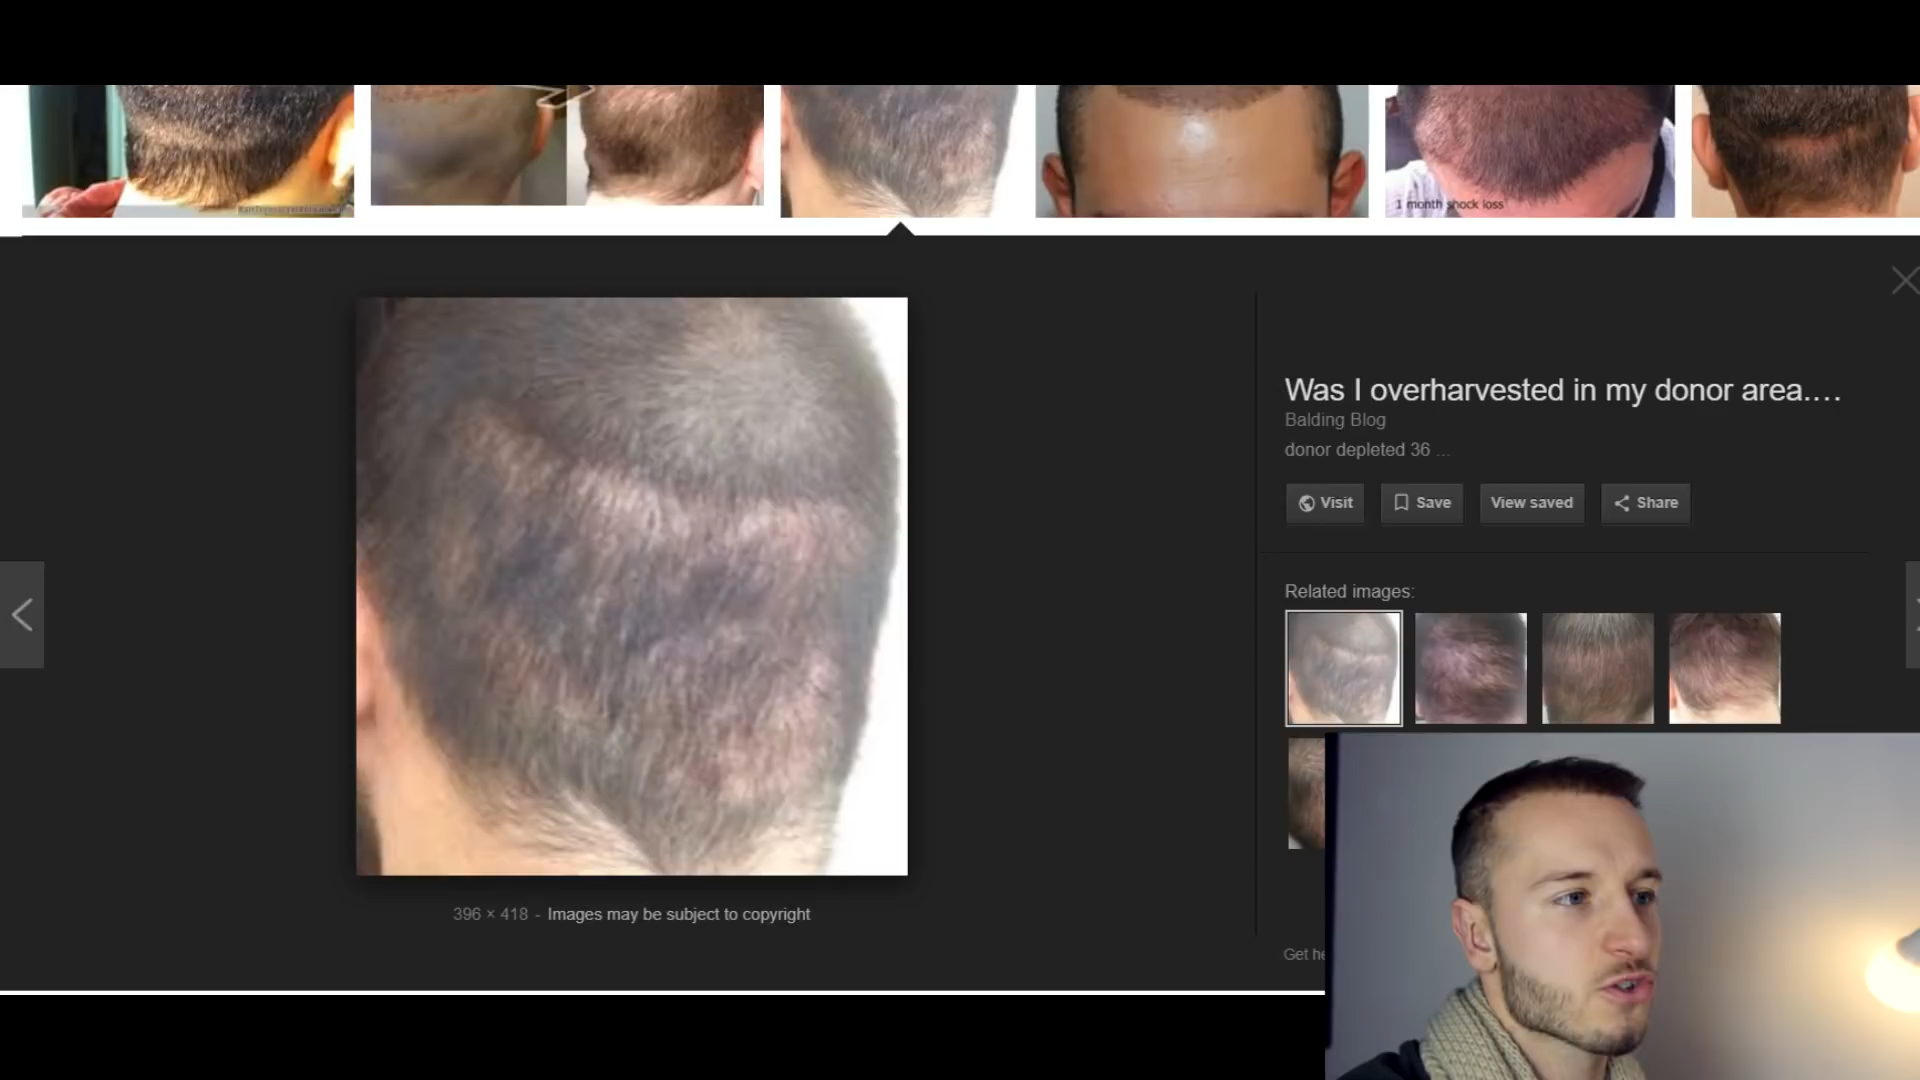 1 month shock loss
Was I overharvested in my donor area....
Balding Blog
donor depleted 36 ...
Visit
Save
View saved
Share
Related images:
396 × 418 - Images may be subject to copyright
Get